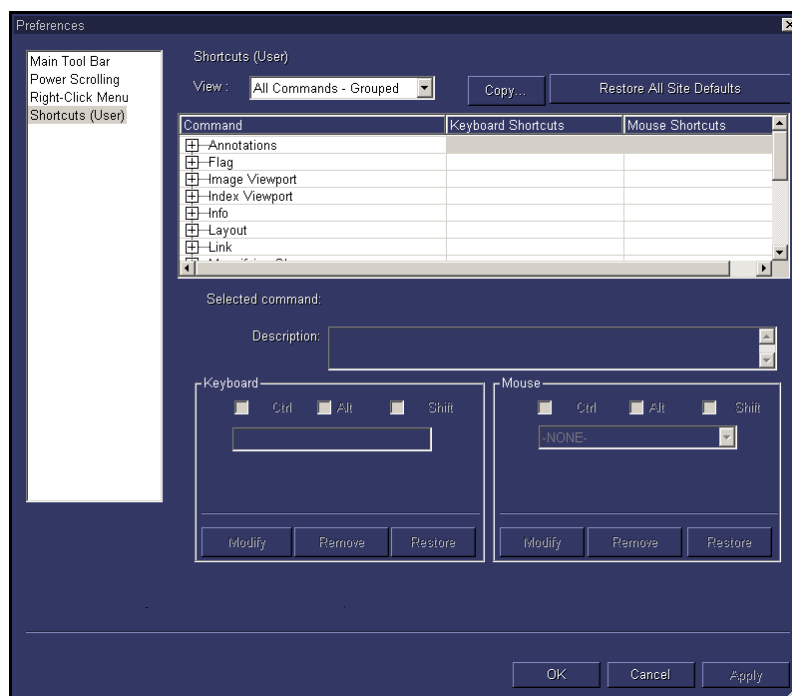 Preferences
Main Tool Bar
Power Scrolling
Right-Click Menu
Shortcuts (User)
Shortcuts (User)
View : All Commands - Grouped Copy... Restore All Site Defaults
Command Keyboard Shortcuts Mouse Shortcuts
Annotations
Flag
Image Viewport
Index Viewport
Info
Layout
Link
Selected command:
Description:
Keyboard
Ctrl Alt Shift
Modify Remove Restore
Mouse
Ctrl Alt Shift
-NONE-
Modify Remove Restore
OK Cancel Apply